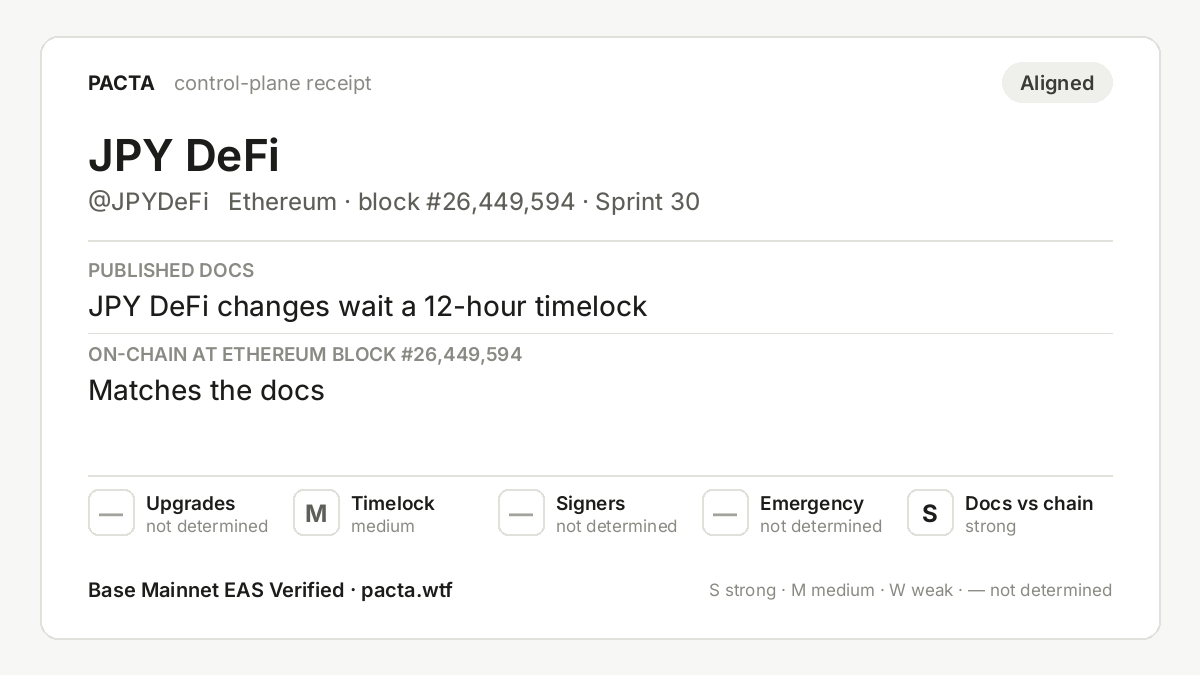 PACTA control-plane receipt Aligned
JPY DeFi
@JPYDeFi Ethereum · block #26,449,594 · Sprint 30
PUBLISHED DOCS
JPY DeFi changes wait a 12-hour timelock
ON-CHAIN AT ETHEREUM BLOCK #26,449,594
Matches the docs
— Upgrades not determined
M Timelock medium
— Signers not determined
— Emergency not determined
S Docs vs chain strong
Base Mainnet EAS Verified · pacta.wtf
S strong · M medium · W weak · — not determined